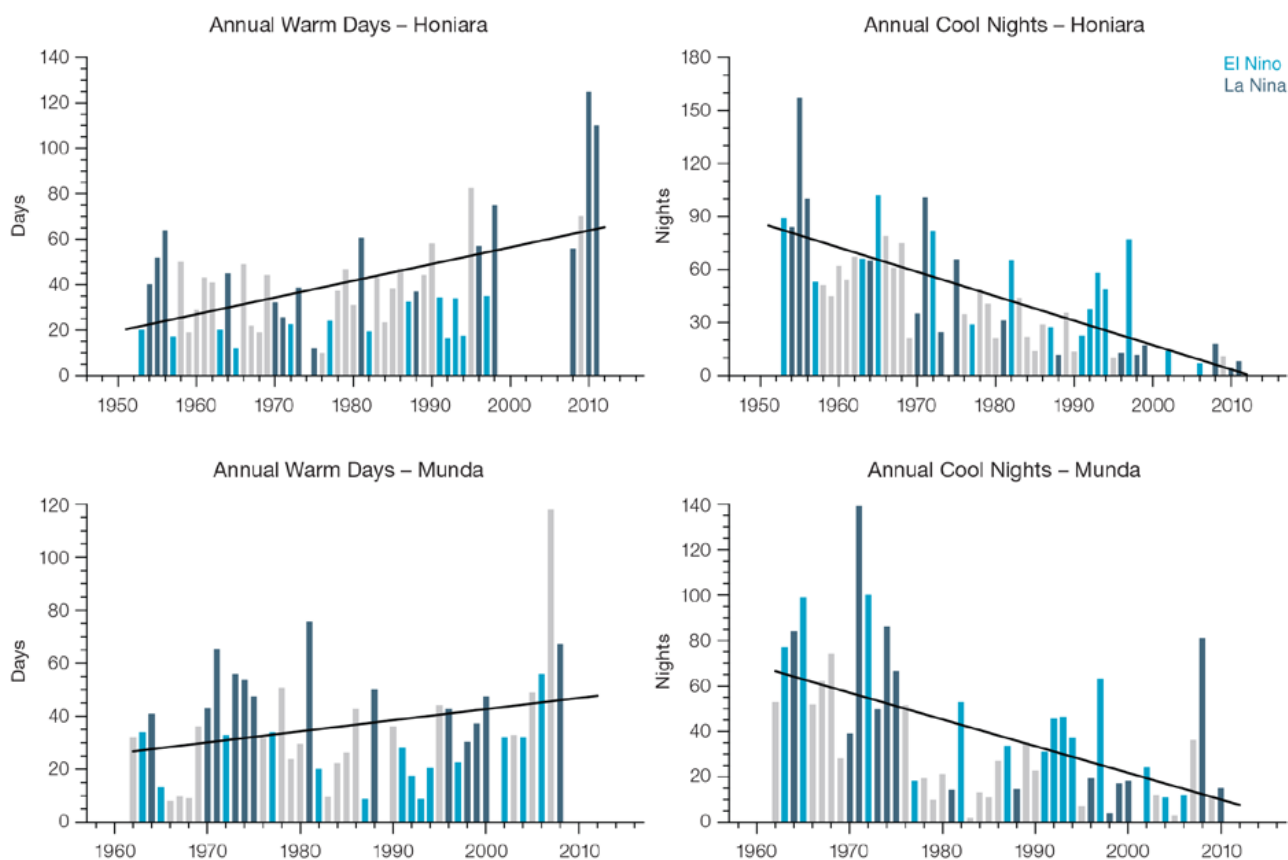 Annual Warm Days – Honiara
140
120
100
80
60
40
20
0
Days
1950 1960 1970 1980 1990 2000 2010
Annual Cool Nights – Honiara
El Nino
La Nina
180
150
120
90
60
30
0
Nights
1950 1960 1970 1980 1990 2000 2010
Annual Warm Days – Munda
120
100
80
60
40
20
0
Days
1960 1970 1980 1990 2000 2010
Annual Cool Nights – Munda
140
120
100
80
60
40
20
0
Nights
1960 1970 1980 1990 2000 2010